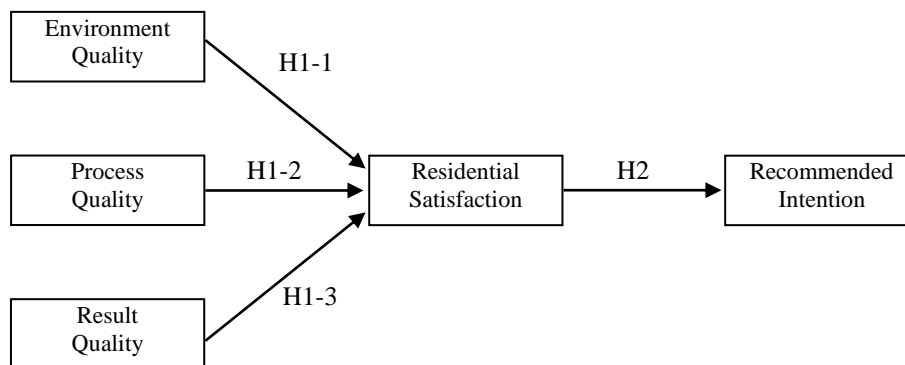 Environment
Quality
H1-1
Process
Quality
H1-2
Residential
Satisfaction
H2
Recommended
Intention
H1-3
Result
Quality